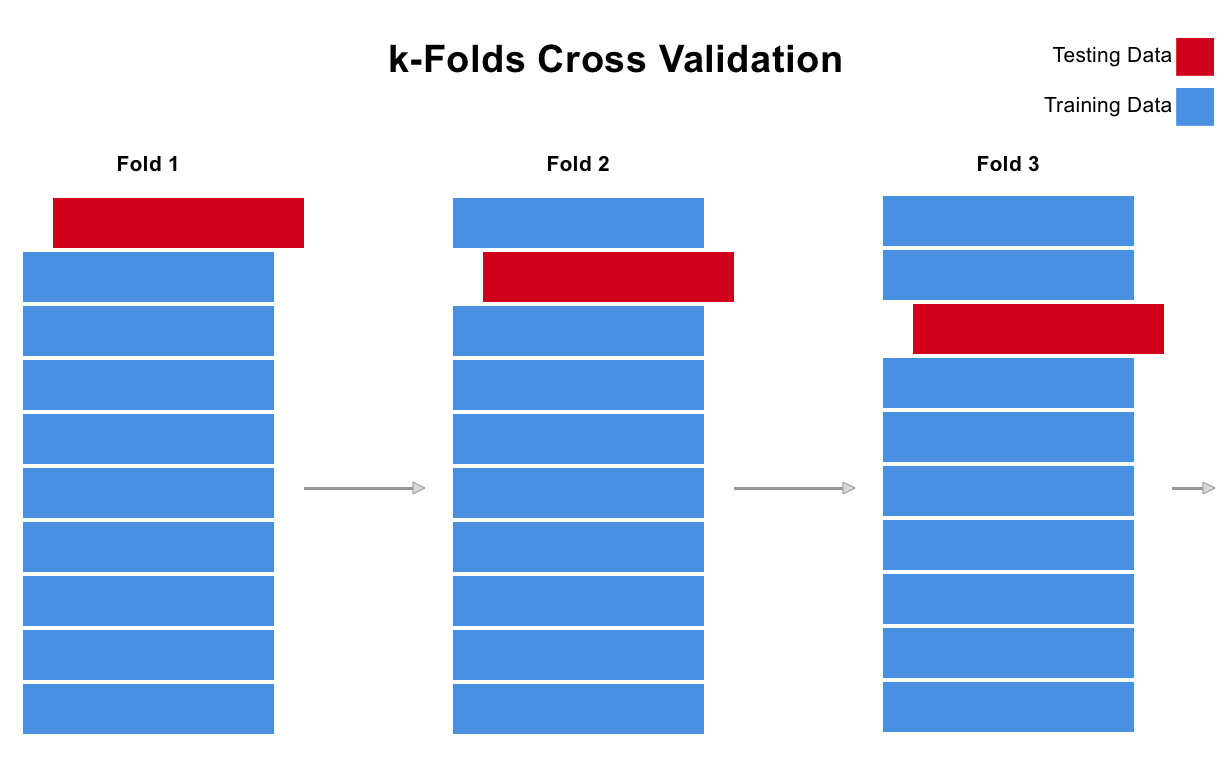 k-Folds Cross Validation
Testing Data
Training Data
Fold 1
Fold 2
Fold 3